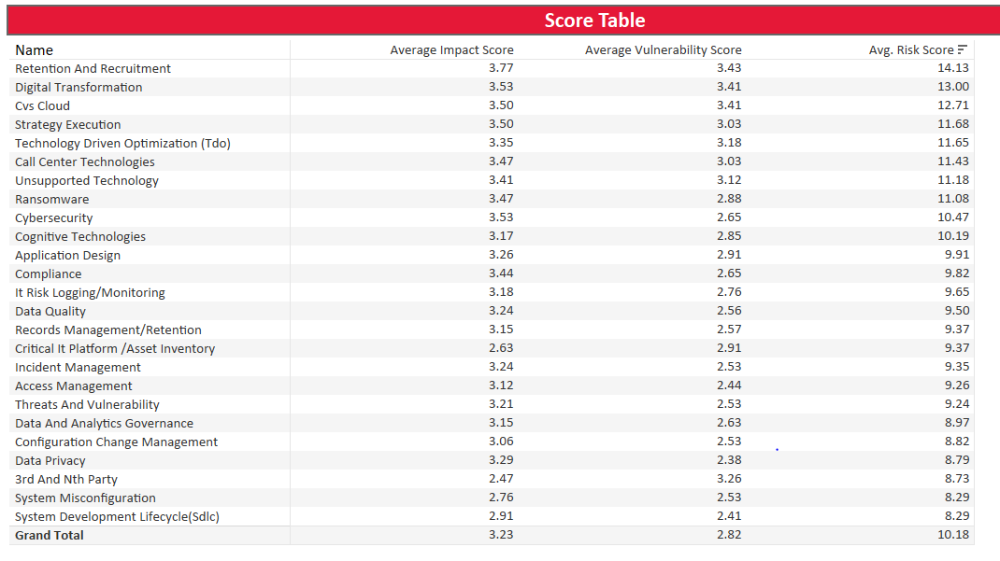 Score Table
Name Average Impact Score Average Vulnerability Score Avg. Risk Score
Retention And Recruitment 3.77 3.43 14.13
Digital Transformation 3.53 3.41 13.00
Cvs Cloud 3.50 3.41 12.71
Strategy Execution 3.50 3.03 11.68
Technology Driven Optimization (Tdo) 3.35 3.18 11.65
Call Center Technologies 3.47 3.03 11.43
Unsupported Technology 3.41 3.12 11.18
Ransomware 3.47 2.88 11.08
Cybersecurity 3.53 2.65 10.47
Cognitive Technologies 3.17 2.85 10.19
Application Design 3.26 2.91 9.91
Compliance 3.44 2.65 9.82
It Risk Logging/Monitoring 3.18 2.76 9.65
Data Quality 3.24 2.56 9.50
Records Management/Retention 3.15 2.57 9.37
Critical It Platform /Asset Inventory 2.63 2.91 9.37
Incident Management 3.24 2.53 9.35
Access Management 3.12 2.44 9.26
Threats And Vulnerability 3.21 2.53 9.24
Data And Analytics Governance 3.15 2.63 8.97
Configuration Change Management 3.06 2.53 8.82
Data Privacy 3.29 2.38 8.79
3rd And Nth Party 2.47 3.26 8.73
System Misconfiguration 2.76 2.53 8.29
System Development Lifecycle(Sdlc) 2.91 2.41 8.29
Grand Total 3.23 2.82 10.18